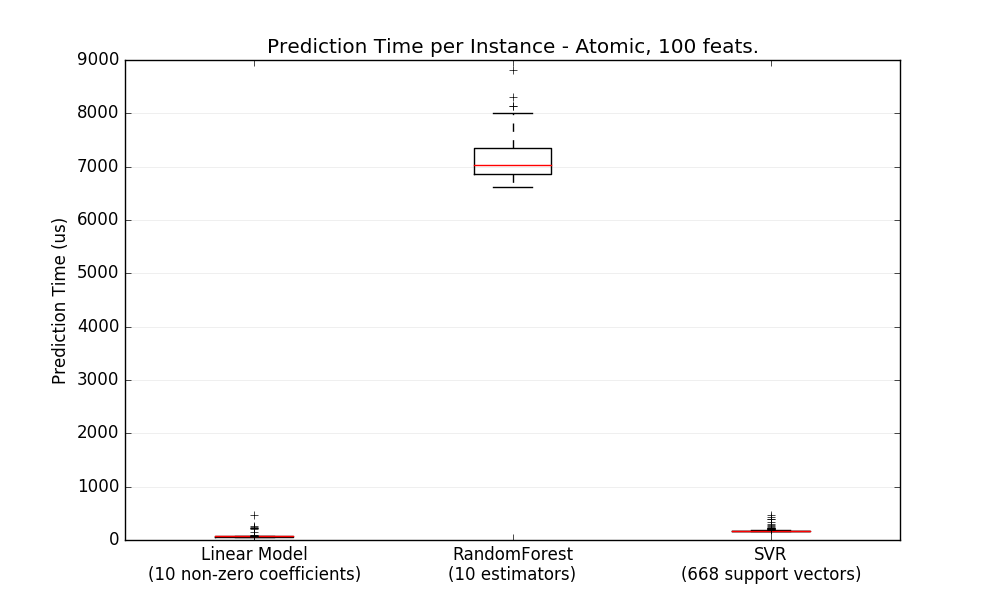 Prediction Time per Instance - Atomic, 100 feats.
9000
8000
7000
6000
5000
4000
3000
2000
1000
0
Prediction Time (us)
Linear Model
(10 non-zero coefficients)
RandomForest
(10 estimators)
SVR
(668 support vectors)